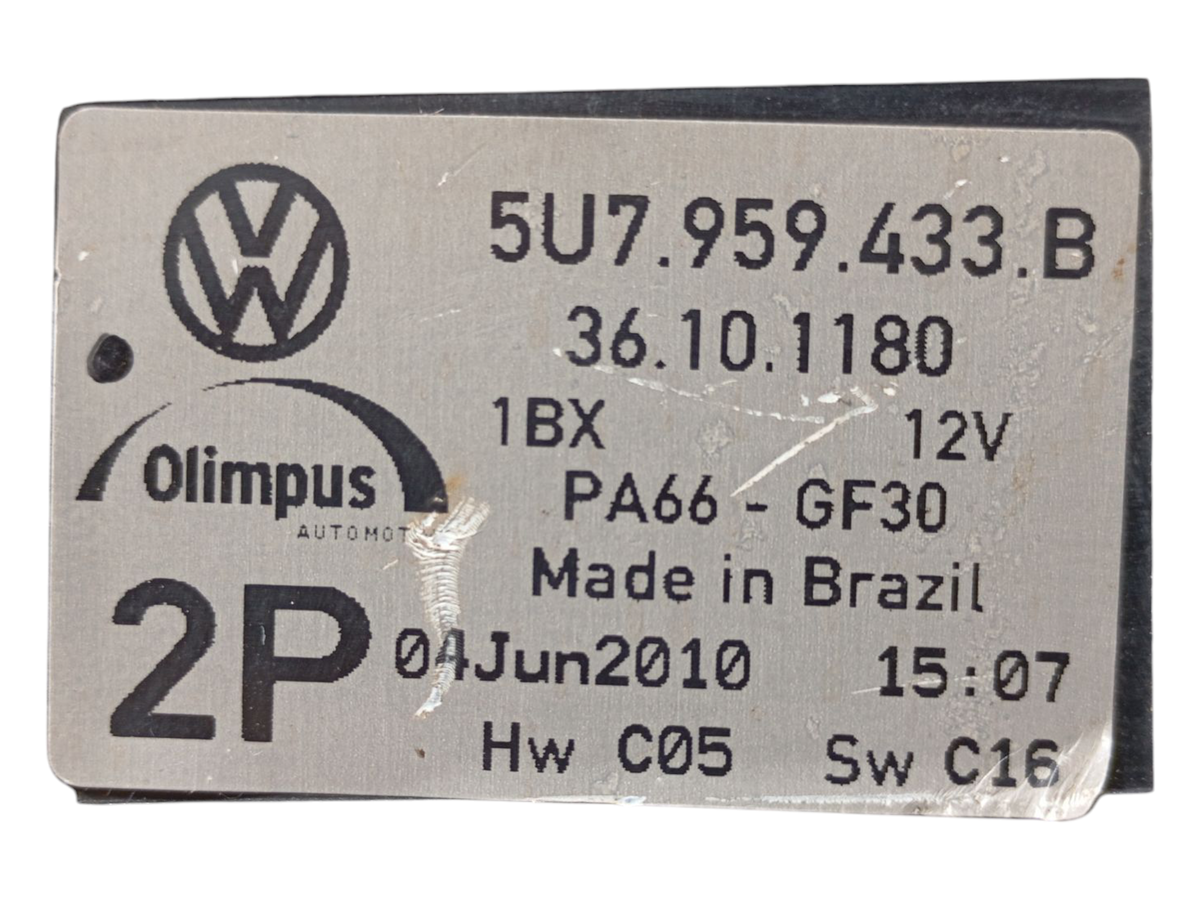 5U7.959.433.B
36.10.1180
1BX 12V
PA66 - GF30
Made in Brazil
Olimpus
2P
04Jun2010 15:07
Hw C05 Sw C16